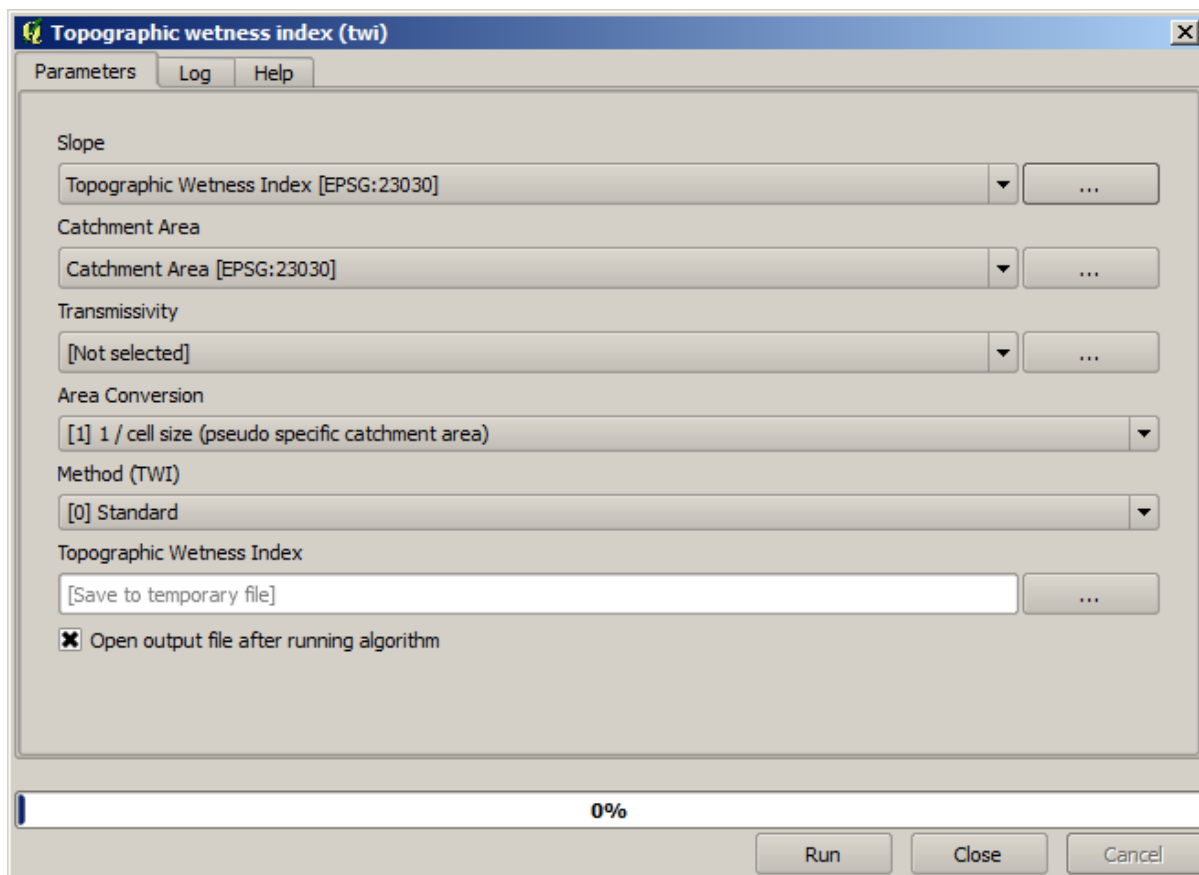 Topographic wetness index (twi)
Parameters Log Help
Slope
Topographic Wetness Index [EPSG:23030] ...
Catchment Area
Catchment Area [EPSG:23030] ...
Transmissivity
[Not selected] ...
Area Conversion
[1] 1 / cell size (pseudo specific catchment area)
Method (TWI)
[0] Standard
Topographic Wetness Index
[Save to temporary file] ...
Open output file after running algorithm
0%
Run Close Cancel